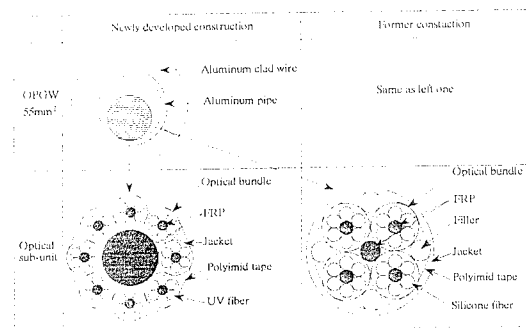 Newly developed construction
Former constuction
OPGW
55mm²
Aluminum clad wire
Aluminum pipe
Same as left one
Optical
sub-unit
Optical bundle
FRP
Jacket
Polyimid tape
UV fiber
Optical bundle
FRP
Filler
Jacket
Polyimid tape
Silicone fiber